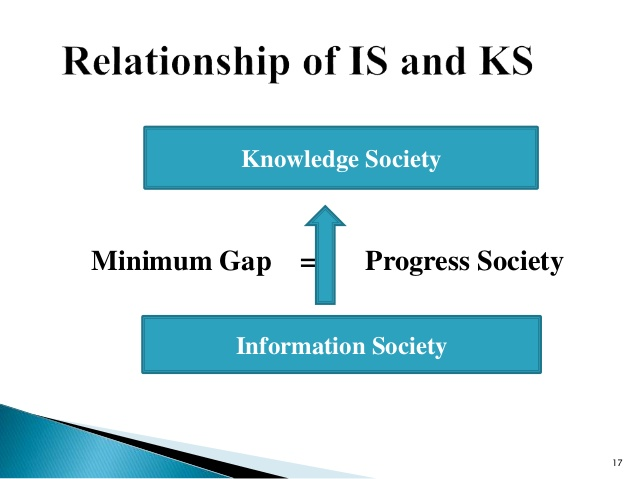 Relationship of IS and KS
Knowledge Society
Minimum Gap = Progress Society
Information Society
17